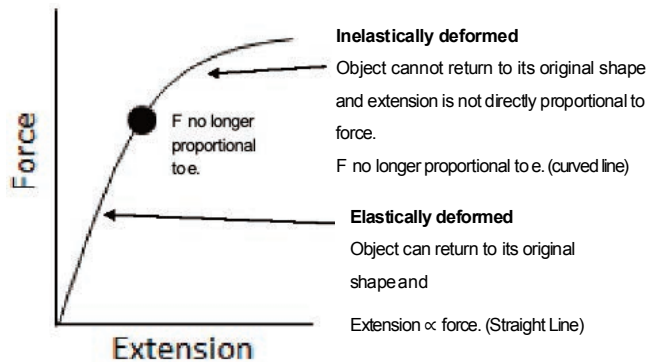 Force
Inelastically deformed
Object cannot return to its original shape
and extension is not directly proportional to
force.
F no longer proportional to e. (curved line)
F no longer
proportional
to e.
Elastically deformed
Object can return to its original
shape and
Extension ∝ force. (Straight Line)
Extension